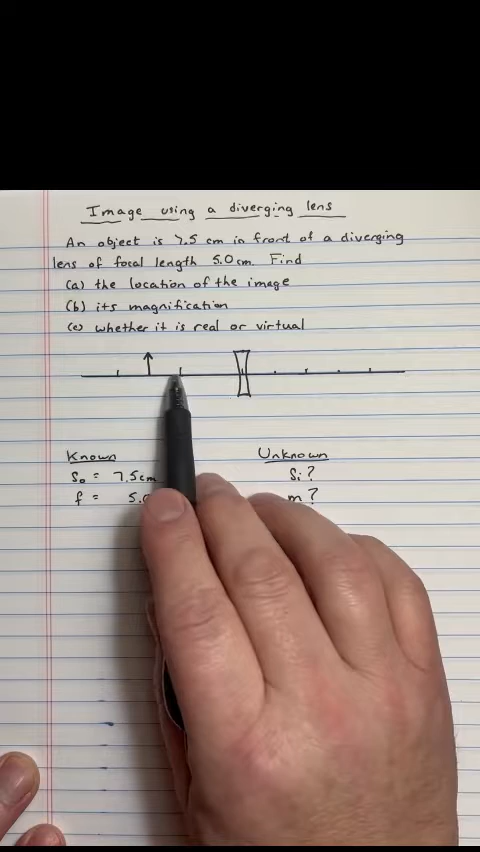 Image using a diverging lens
An object is 7.5 cm in front of a diverging
lens of focal length 5.0 cm. Find
(a) the location of the image
(b) its magnification
(c) whether it is real or virtual
Known Unknown
So = 7.5cm Si ?
f = 5. m ?